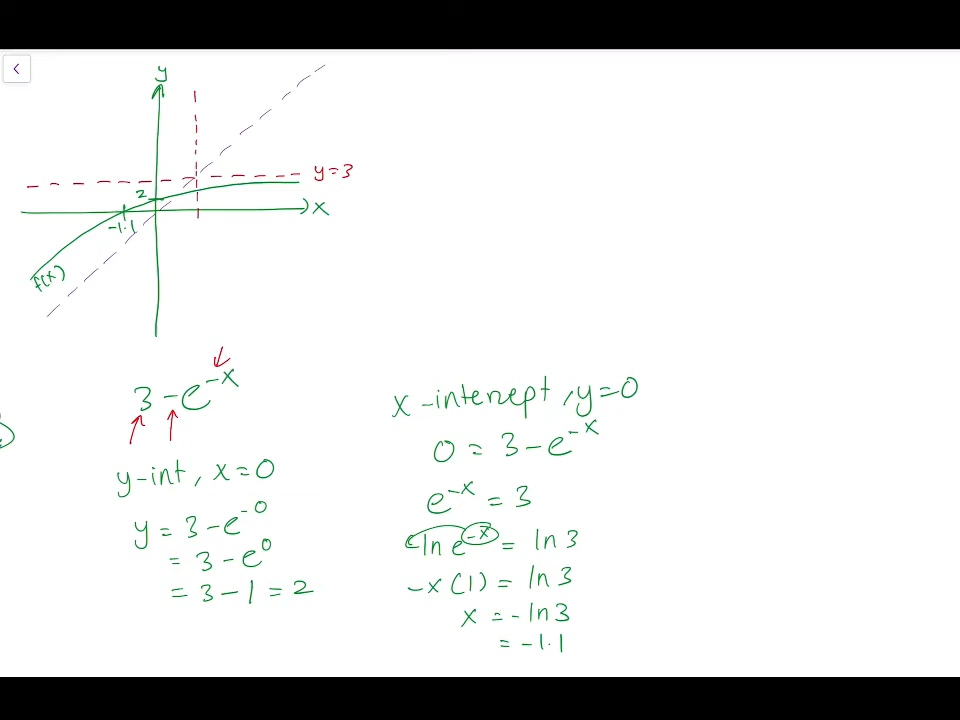 y
y=3
2
x
-1.1
f(x)
3-e^{-x}
y-int, x=0
y = 3-e^{-0}
= 3-e^{0}
= 3-1 = 2
x-intercept, y=0
0 = 3-e^{-x}
e^{-x} = 3
ln e^{-x} = ln 3
-x(1) = ln 3
x = -ln 3
= -1.1